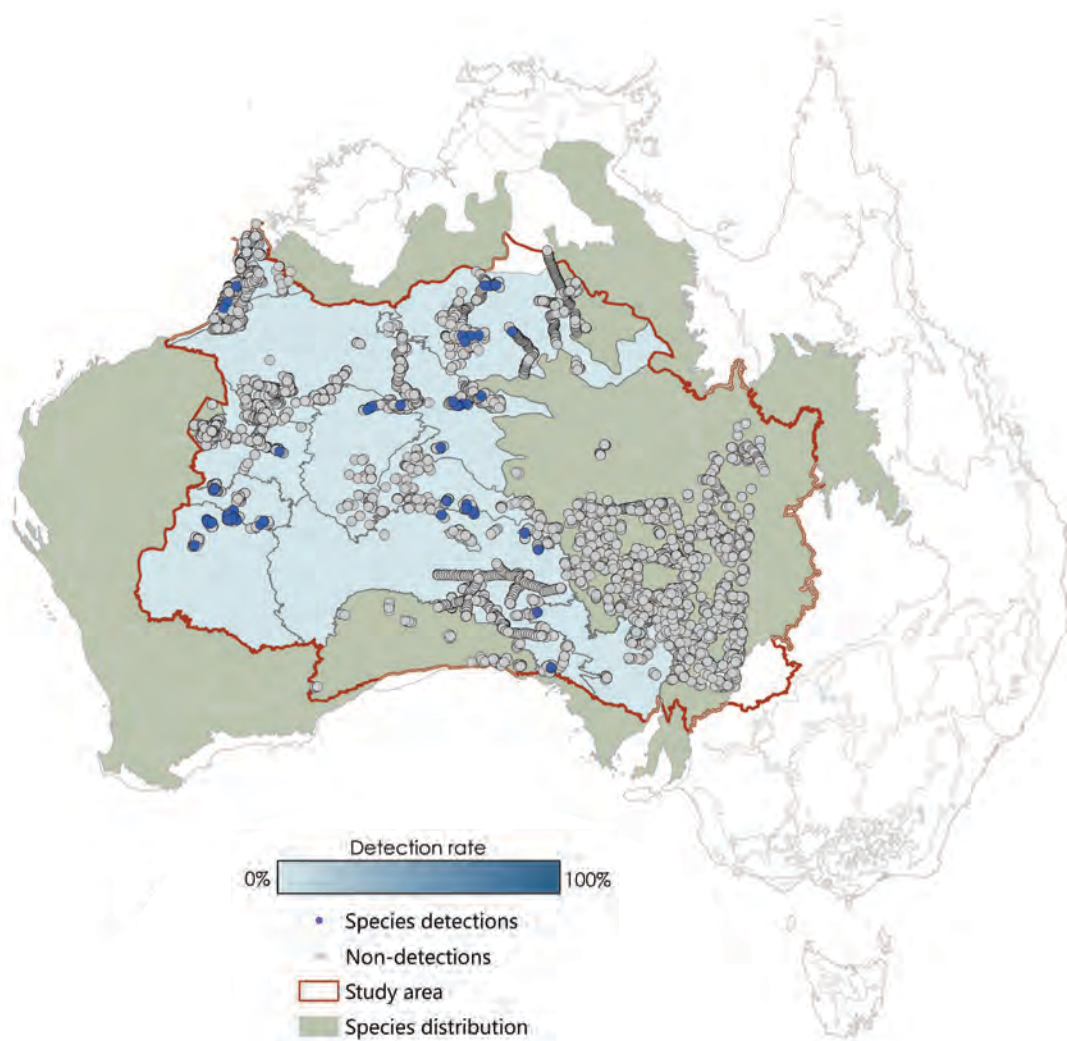 Detection rate
0% 100%
Species detections
Non-detections
Study area
Species distribution